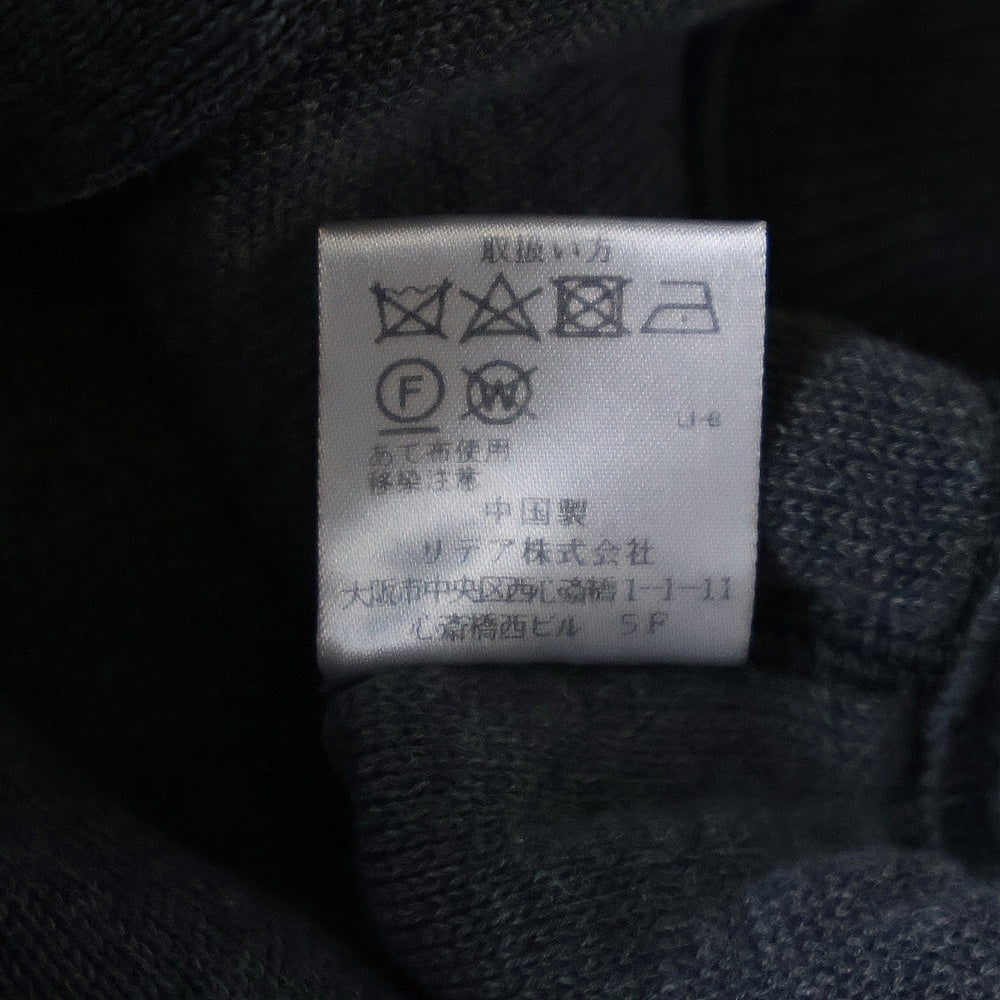 取扱い方
F W
LI-8
あて布使用
移染注意
中国製
リデア株式会社
大阪市中央区西心斎橋1-1-11
心斎橋西ビル 5F